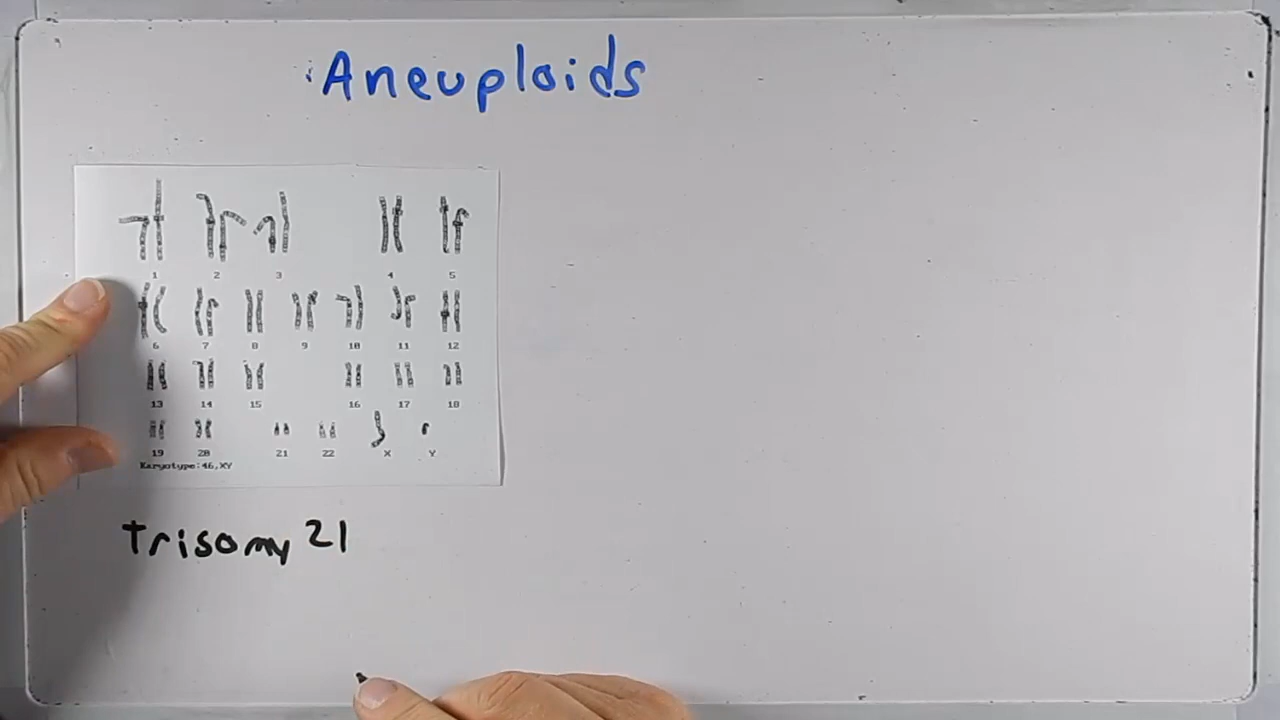 Aneuploids
1 2 3 4 5
6 7 8 9 10 11 12
13 14 15 16 17 18
19 20 21 22 X Y
Karyotype:46,XY
trisomy 21